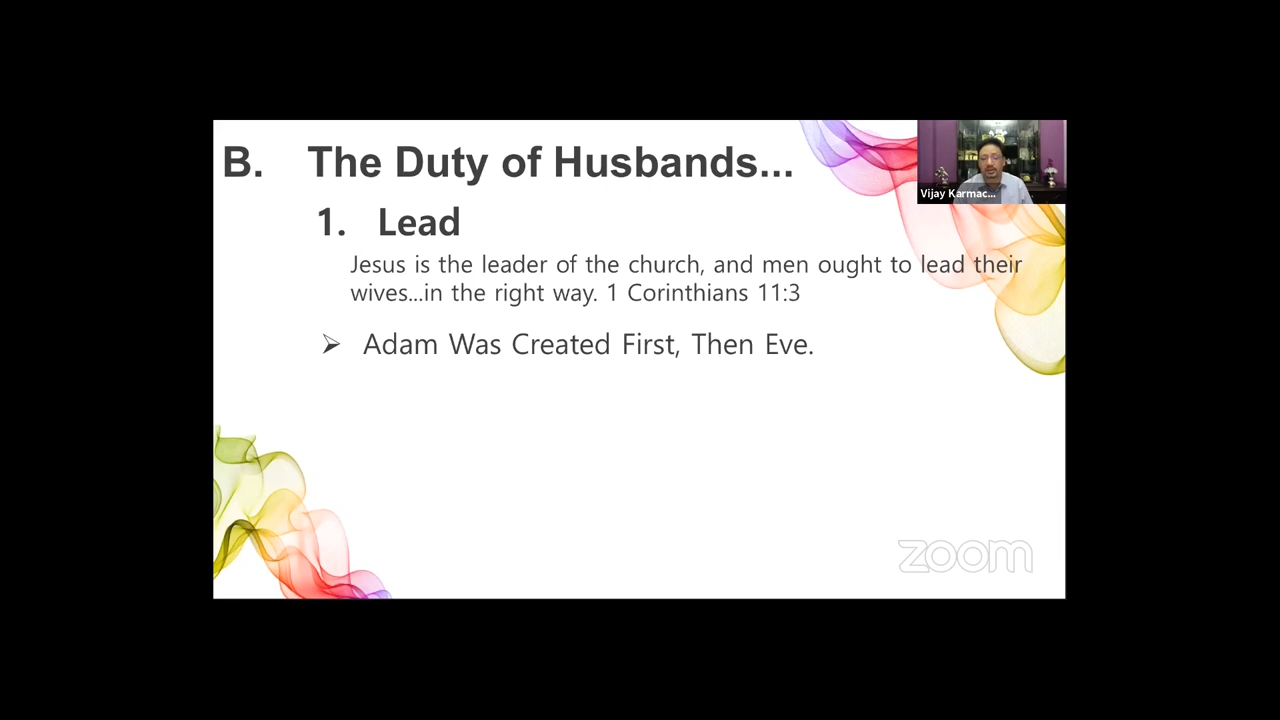 B. The Duty of Husbands...
1. Lead
Jesus is the leader of the church, and men ought to lead their
wives...in the right way. 1 Corinthians 11:3
➢ Adam Was Created First, Then Eve.
Vijay Karmac...
zoom